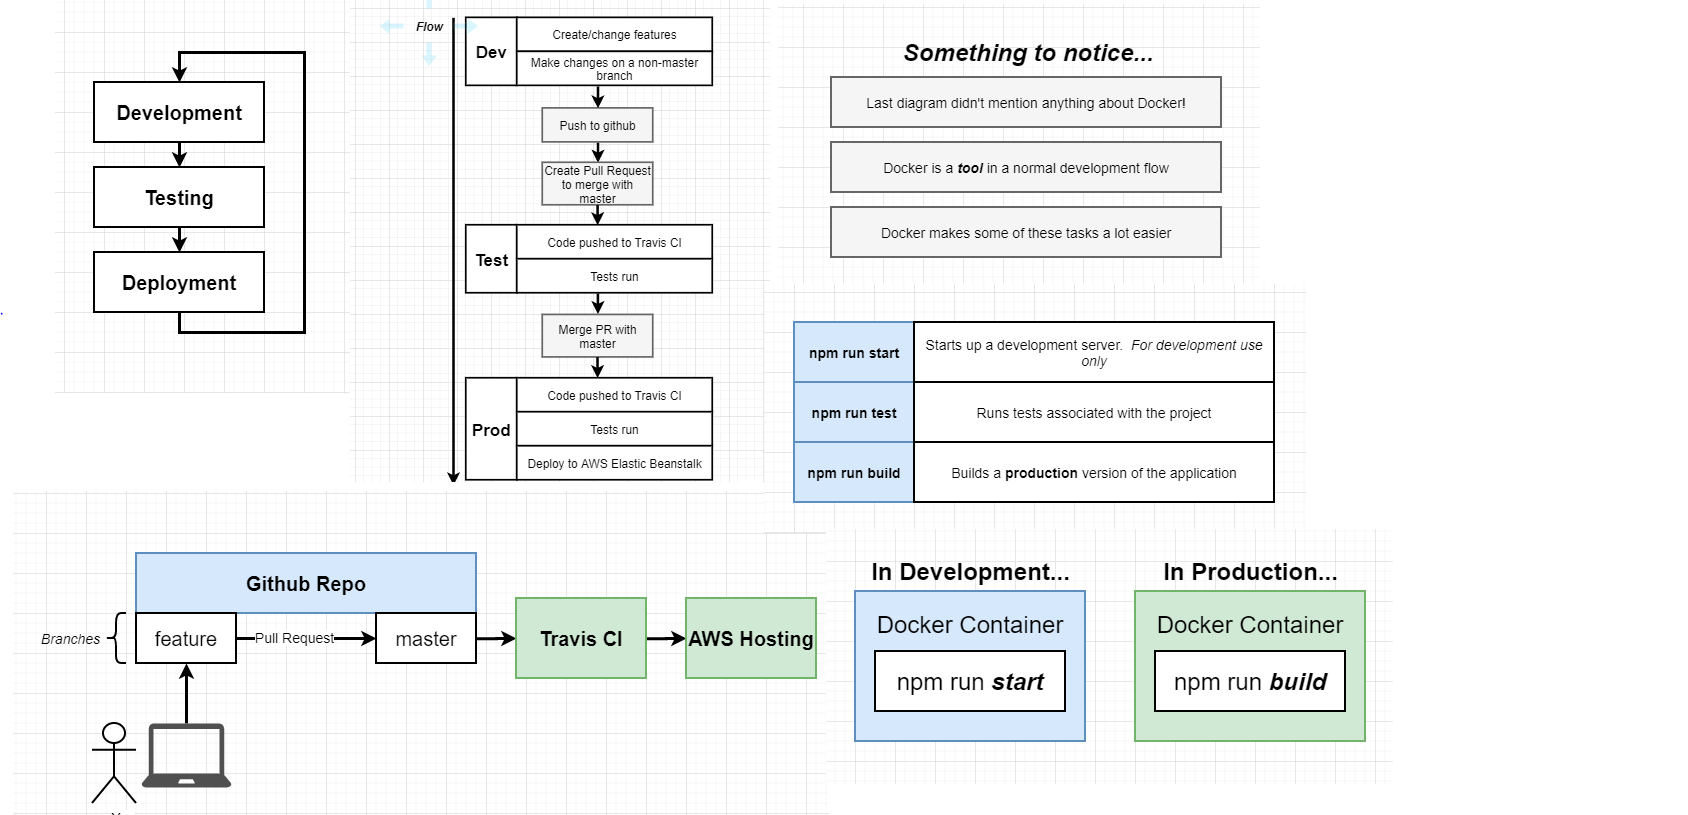 Development
Testing
Deployment
Flow
Dev
Create/change features
Make changes on a non-master
branch
Push to github
Create Pull Request
to merge with
master
Test
Code pushed to Travis CI
Tests run
Merge PR with
master
Prod
Code pushed to Travis CI
Tests run
Deploy to AWS Elastic Beanstalk
Something to notice...
Last diagram didn't mention anything about Docker!
Docker is a tool in a normal development flow
Docker makes some of these tasks a lot easier
npm run start
Starts up a development server. For development use
only
npm run test
Runs tests associated with the project
npm run build
Builds a production version of the application
Github Repo
Branches
feature
Pull Request
master
Travis CI
AWS Hosting
In Development...
Docker Container
npm run start
In Production...
Docker Container
npm run build